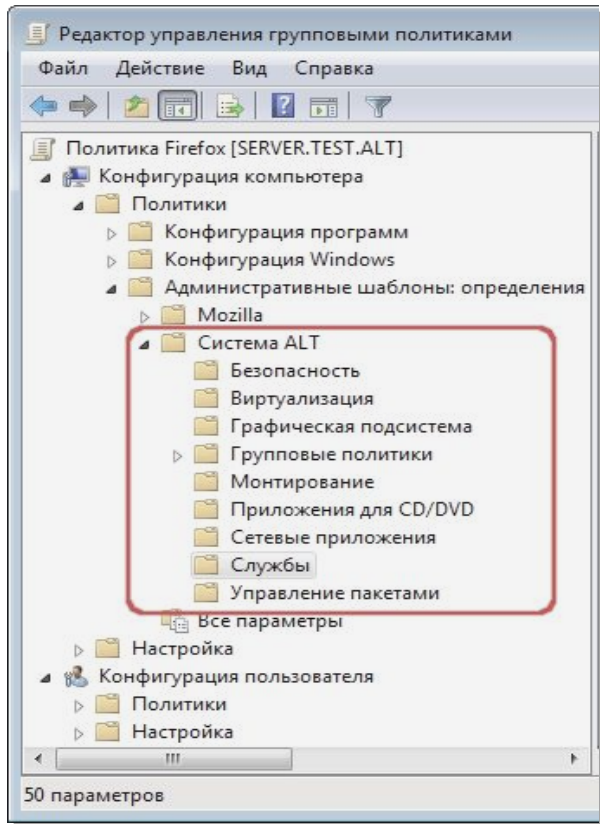 Редактор управления групповыми политиками
Файл Действие Вид Справка
Политика Firefox [SERVER.TEST.ALT]
Конфигурация компьютера
Политики
Конфигурация программ
Конфигурация Windows
Административные шаблоны: определения
Mozilla
Система ALT
Безопасность
Виртуализация
Графическая подсистема
Групповые политики
Монтирование
Приложения для CD/DVD
Сетевые приложения
Службы
Управление пакетами
Все параметры
Настройка
Конфигурация пользователя
Политики
Настройка
50 параметров